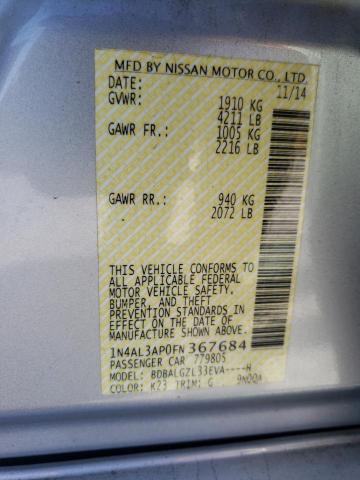 MFD BY NISSAN MOTOR CO., LTD.
DATE: 11/14
GVWR: 1910 KG
4211 LB
GAWR FR.: 1005 KG
2216 LB
GAWR RR.: 940 KG
2072 LB
THIS VEHICLE CONFORMS TO
ALL APPLICABLE FEDERAL
MOTOR VEHICLE SAFETY,
BUMPER, AND THEFT
PREVENTION STANDARDS IN
EFFECT ON THE DATE OF
MANUFACTURE SHOWN ABOVE.
1N4AL3AP0FN367684
PASSENGER CAR 77980S
MODEL: BDBALGZL33EVA----H
COLOR: K23 TRIM: G